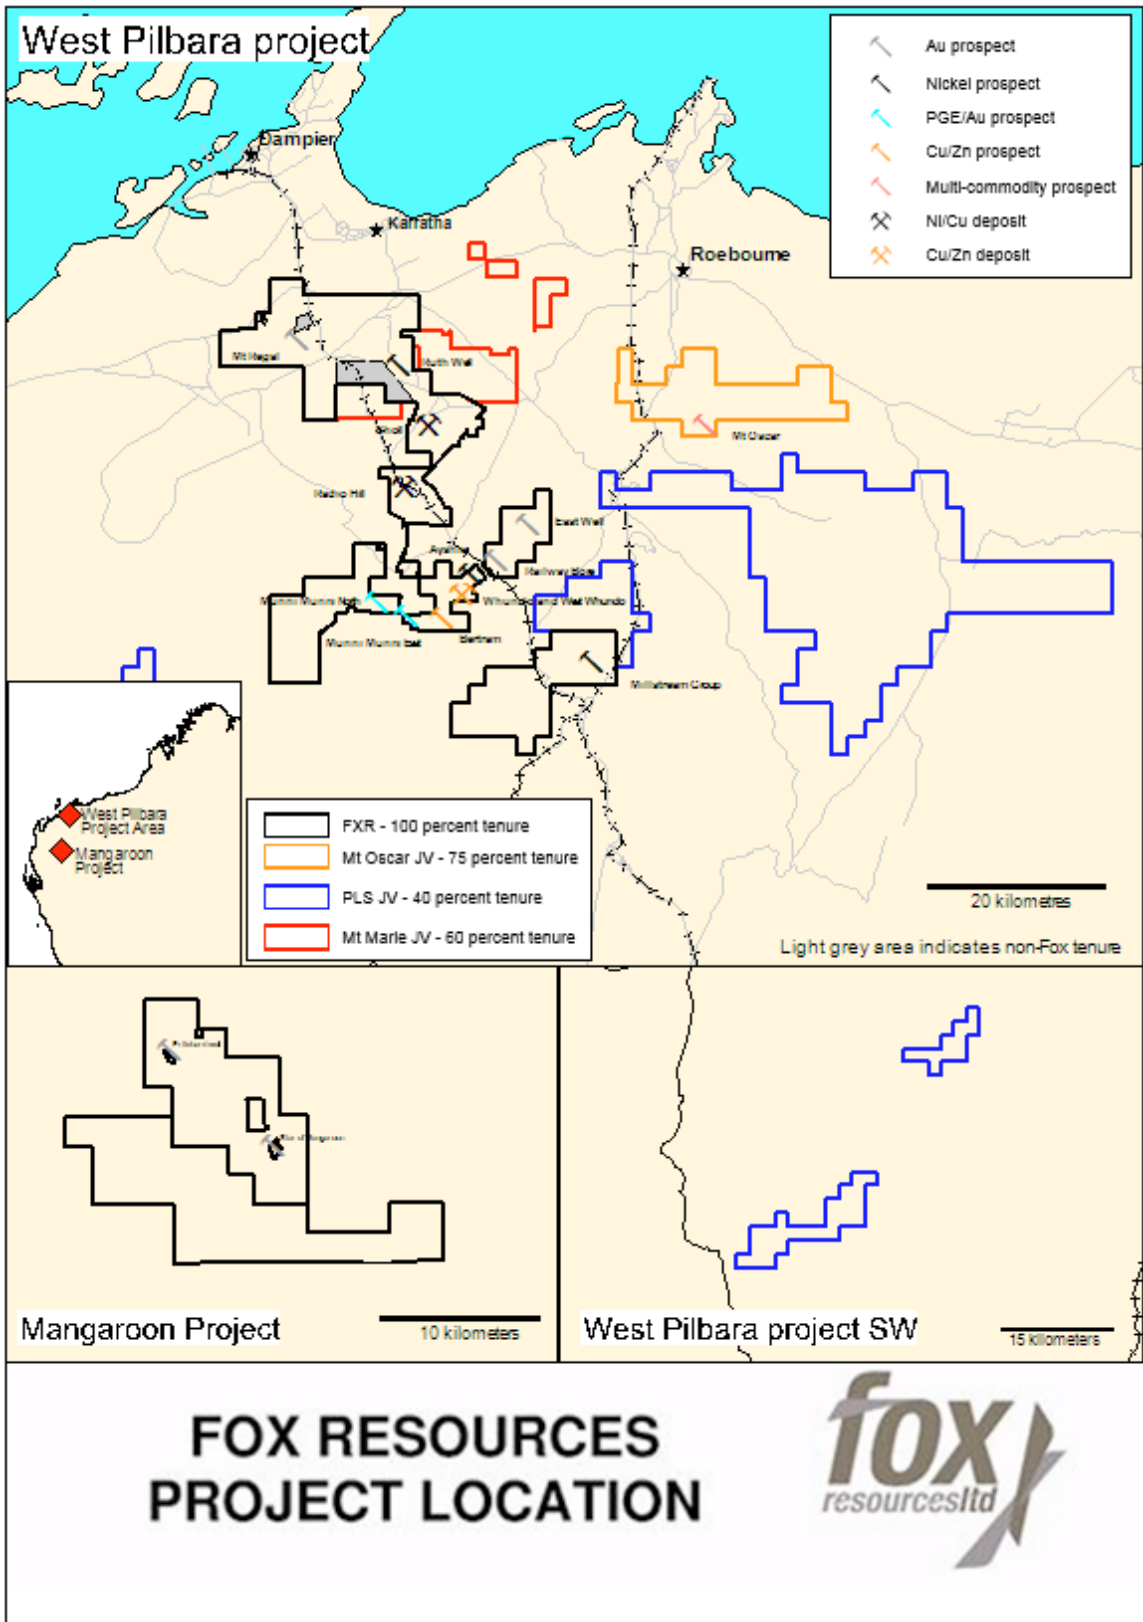 West Pilbara project
Au prospect
Nickel prospect
PGE/Au prospect
Cu/Zn prospect
Multi-commodity prospect
Ni/Cu deposit
Cu/Zn deposit
Dampier
Karratha
Roebourne
Mt Regal
Ruth Well
Sholl
Mt Oscar
Radio Hill
East Well
Railway Bore
Munni Munni North
Whundo and West Whundo
Munni Munni East
Bertram
Millstream Group
West Pilbara
Project Area
Mangaroon
Project
FXR - 100 percent tenure
Mt Oscar JV - 75 percent tenure
PLS JV - 40 percent tenure
Mt Marie JV - 60 percent tenure
20 kilometres
Light grey area indicates non-Fox tenure
Mangaroon Project
10 kilometers
West Pilbara project SW
15 kilometers
FOX RESOURCES
PROJECT LOCATION
fox
resourcesltd